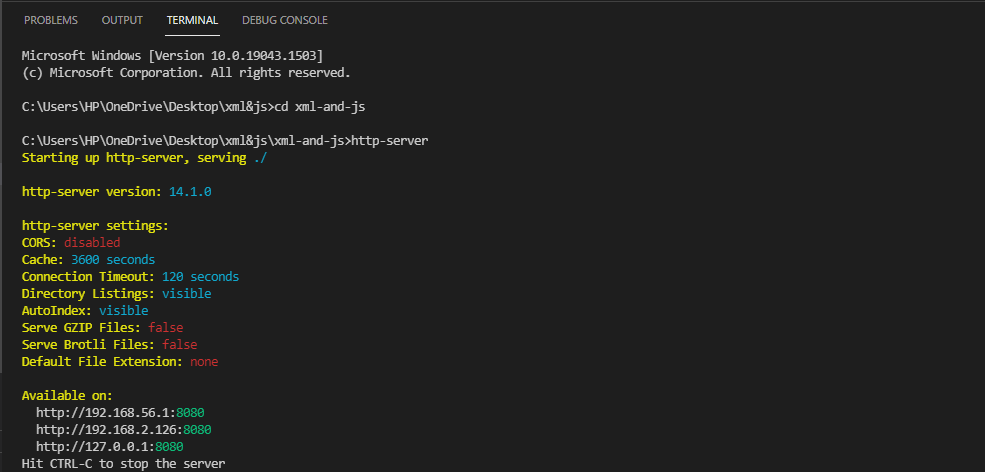 PROBLEMS OUTPUT TERMINAL DEBUG CONSOLE
Microsoft Windows [Version 10.0.19043.1503]
(c) Microsoft Corporation. All rights reserved.
C:\Users\HP\OneDrive\Desktop\xml&js>cd xml-and-js
C:\Users\HP\OneDrive\Desktop\xml&js\xml-and-js>http-server
Starting up http-server, serving ./
http-server version: 14.1.0
http-server settings:
CORS: disabled
Cache: 3600 seconds
Connection Timeout: 120 seconds
Directory Listings: visible
AutoIndex: visible
Serve GZIP Files: false
Serve Brotli Files: false
Default File Extension: none
Available on:
http://192.168.56.1:8080
http://192.168.2.126:8080
http://127.0.0.1:8080
Hit CTRL-C to stop the server